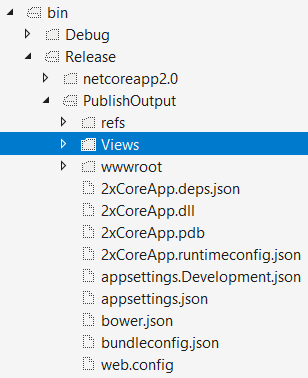 bin
Debug
Release
netcoreapp2.0
PublishOutput
refs
Views
wwwroot
2xCoreApp.deps.json
2xCoreApp.dll
2xCoreApp.pdb
2xCoreApp.runtimeconfig.json
appsettings.Development.json
appsettings.json
bower.json
bundleconfig.json
web.config